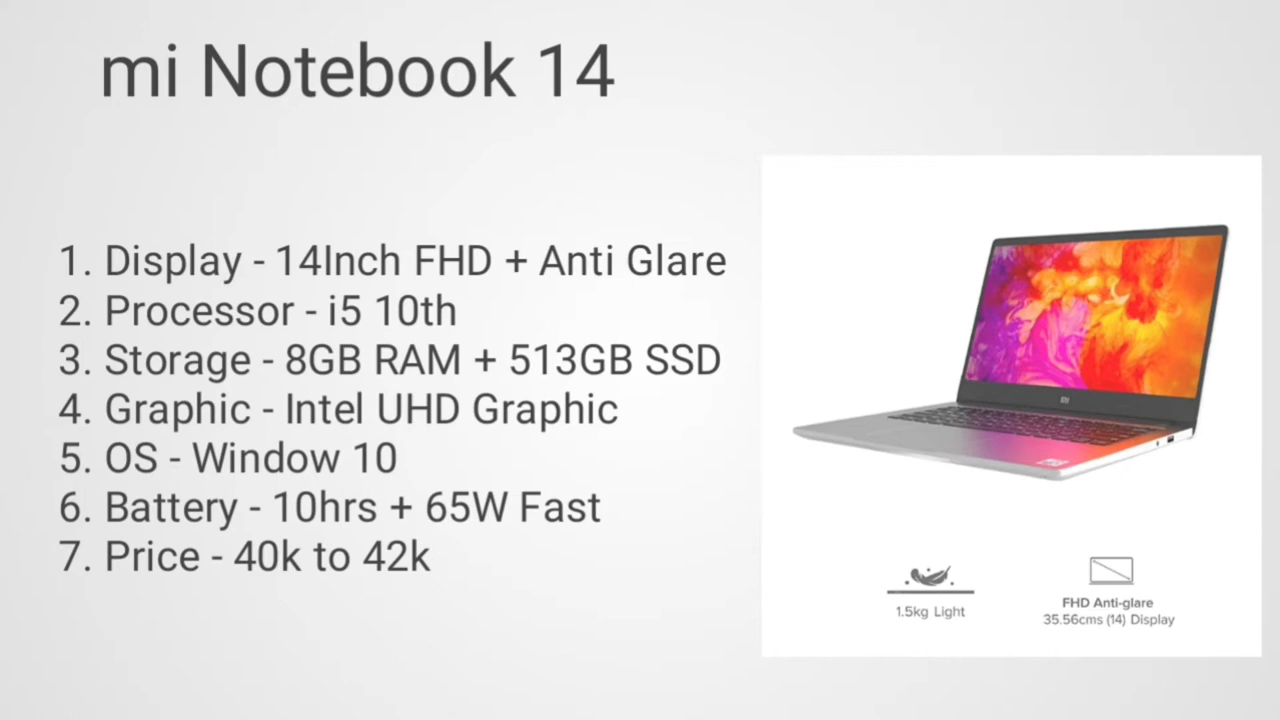 mi Notebook 14
1. Display - 14Inch FHD + Anti Glare
2. Processor - i5 10th
3. Storage - 8GB RAM + 513GB SSD
4. Graphic - Intel UHD Graphic
5. OS - Window 10
6. Battery - 10hrs + 65W Fast
7. Price - 40k to 42k
MI
1.5kg Light
FHD Anti-glare
35.56cms (14) Display